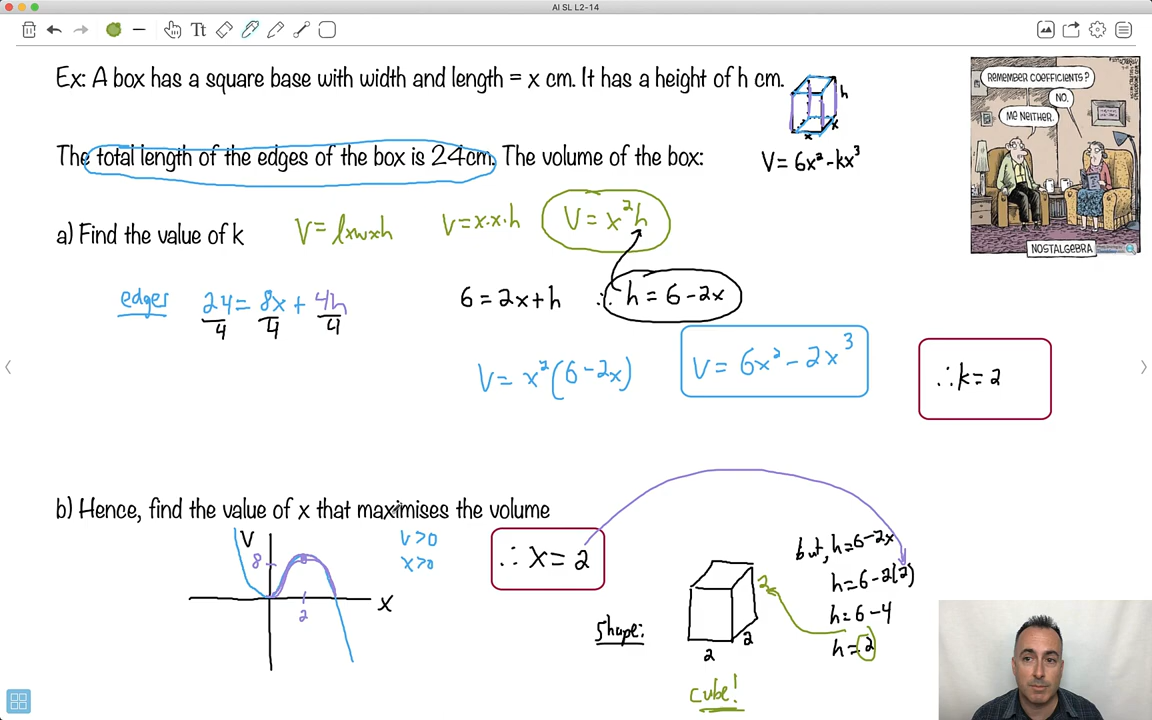 AI SL L2-14
Tt
Ex: A box has a square base with width and length = x cm. It has a height of h cm.
h
x
x
The total length of the edges of the box is 24cm. The volume of the box:
V = 6x² - kx³
REMEMBER COEFFICIENTS?
NO.
ME NEITHER.
NOSTALGEBRA
a) Find the value of k
V = lxwxh
V = x·x·h
V = x²h
edges
24 = 8x + 4h
4 4 4
6 = 2x + h
∴ h = 6 - 2x
V = x²(6 - 2x)
V = 6x² - 2x³
∴ k = 2
b) Hence, find the value of x that maximises the volume
V
8
2
x
V > 0
x > 0
∴ x = 2
Shape:
2
2
2
cube!
but, h = 6 - 2x
h = 6 - 2(2)
h = 6 - 4
h = 2